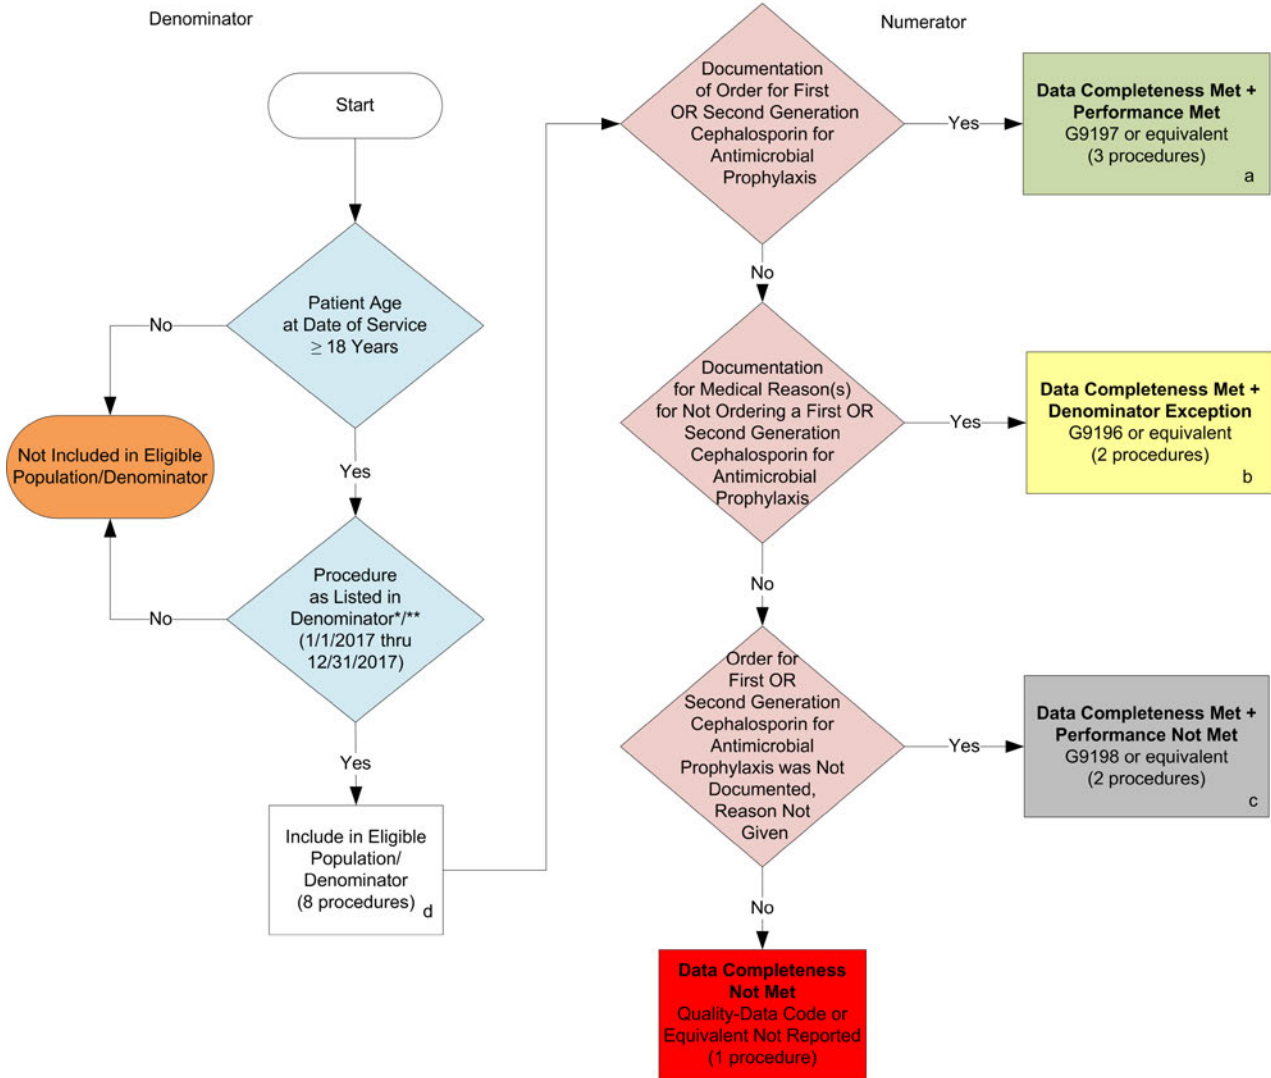 Denominator
Start
Patient Age
at Date of Service
≥ 18 Years
No
Not Included in Eligible
Population/Denominator
Yes
Procedure
as Listed in
Denominator*/**
(1/1/2017 thru
12/31/2017)
No
Yes
Include in Eligible
Population/
Denominator
(8 procedures)
d
Numerator
Documentation
of Order for First
OR Second Generation
Cephalosporin for
Antimicrobial
Prophylaxis
Yes
Data Completeness Met +
Performance Met
G9197 or equivalent
(3 procedures)
a
No
Documentation
for Medical Reason(s)
for Not Ordering a First OR
Second Generation
Cephalosporin for
Antimicrobial
Prophylaxis
Yes
Data Completeness Met +
Denominator Exception
G9196 or equivalent
(2 procedures)
b
No
Order for
First OR
Second Generation
Cephalosporin for
Antimicrobial
Prophylaxis was Not
Documented,
Reason Not
Given
Yes
Data Completeness Met +
Performance Not Met
G9198 or equivalent
(2 procedures)
c
No
Data Completeness
Not Met
Quality-Data Code or
Equivalent Not Reported
(1 procedure)